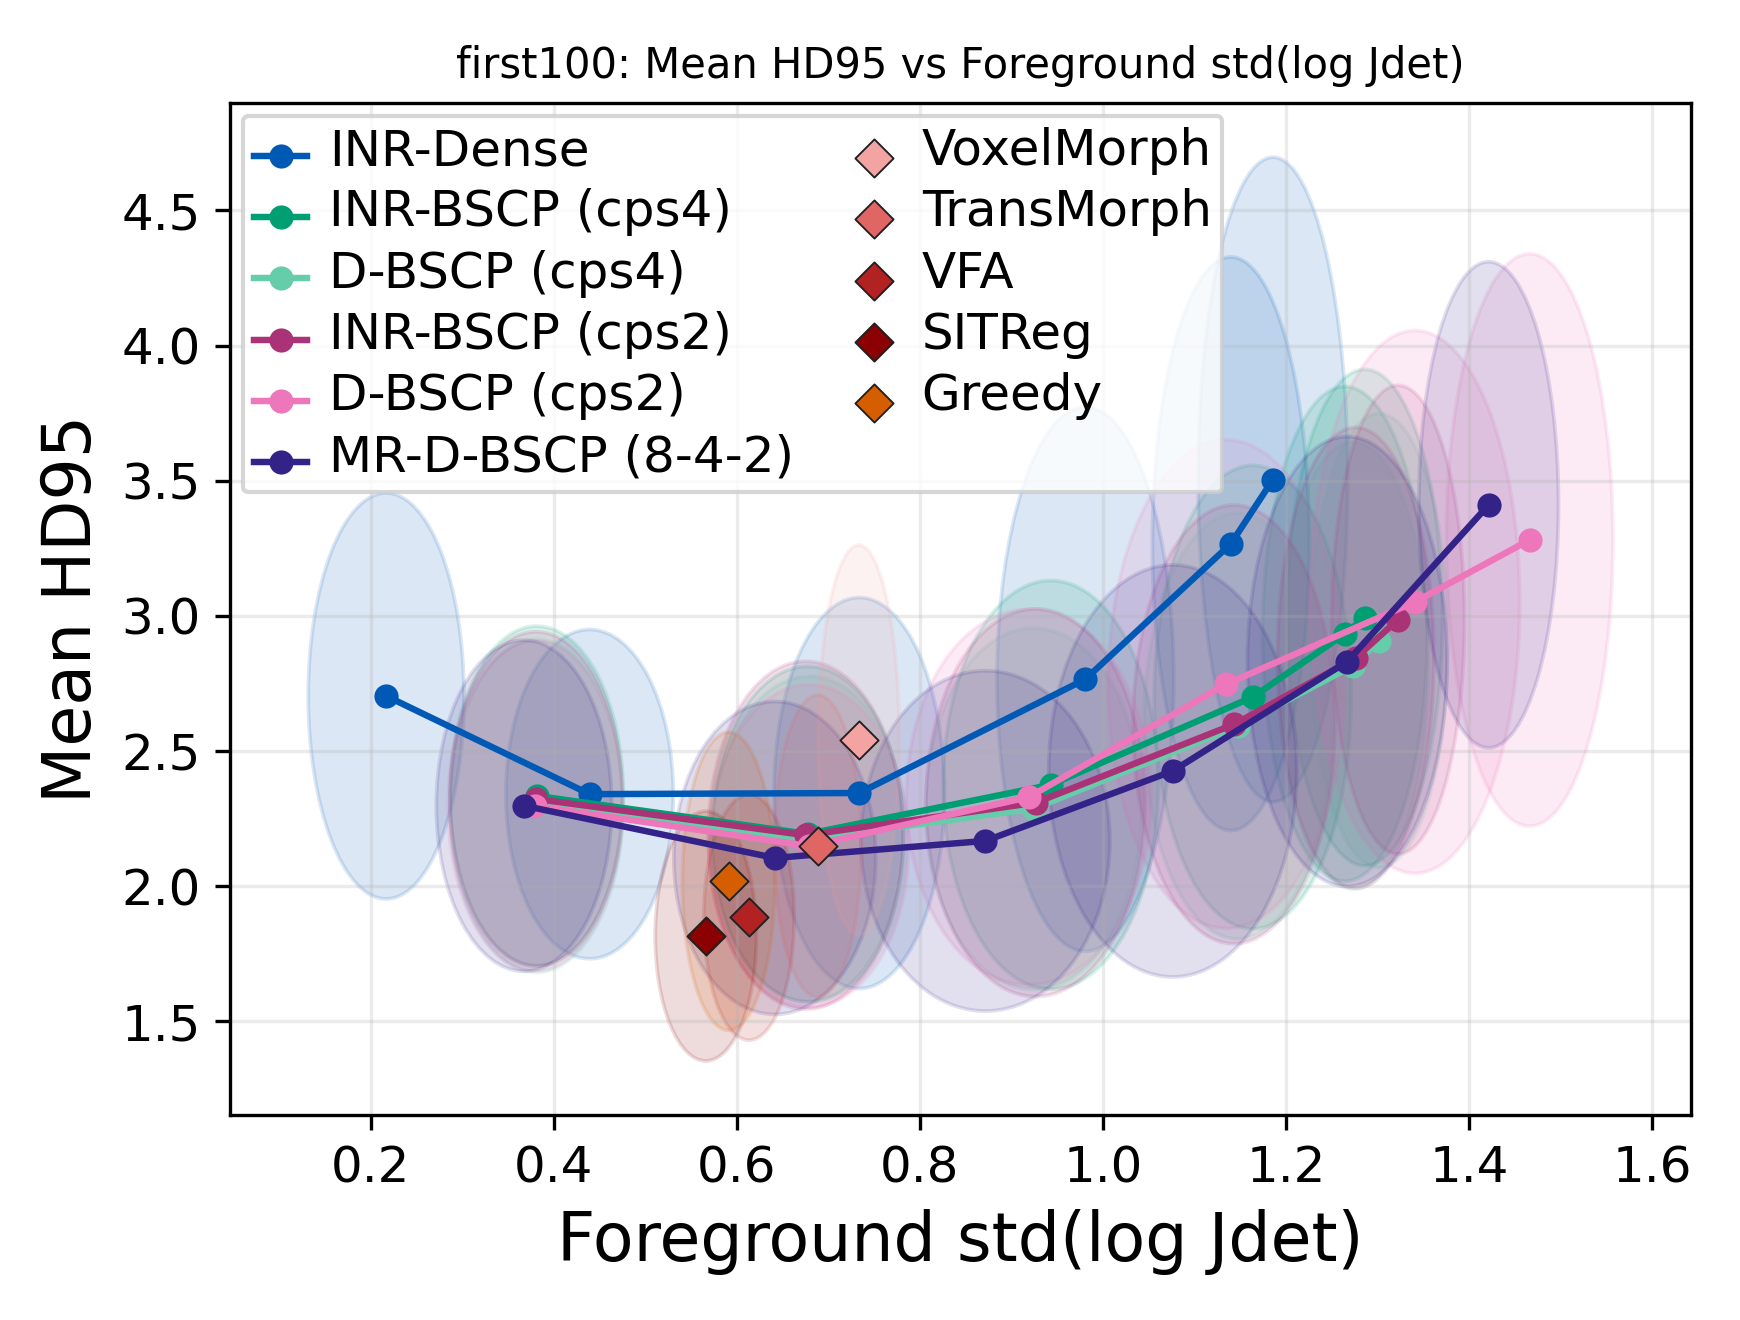 first100: Mean HD95 vs Foreground std(log Jdet)
INR-Dense
INR-BSCP (cps4)
D-BSCP (cps4)
INR-BSCP (cps2)
D-BSCP (cps2)
MR-D-BSCP (8-4-2)
VoxelMorph
TransMorph
VFA
SITReg
Greedy
Mean HD95
4.5
4.0
3.5
3.0
2.5
2.0
1.5
0.2 0.4 0.6 0.8 1.0 1.2 1.4 1.6
Foreground std(log Jdet)